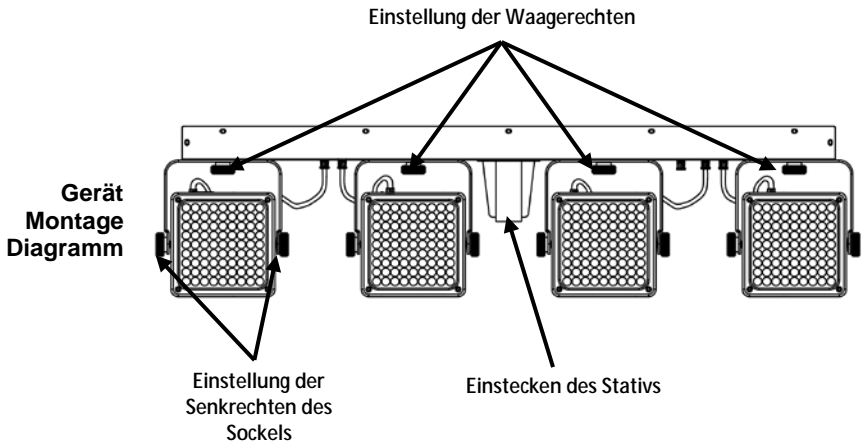 Einstellung der Waagerechten
Gerät
Montage
Diagramm
Einstellung der
Senkrechten des
Sockels
Einstecken des Stativs